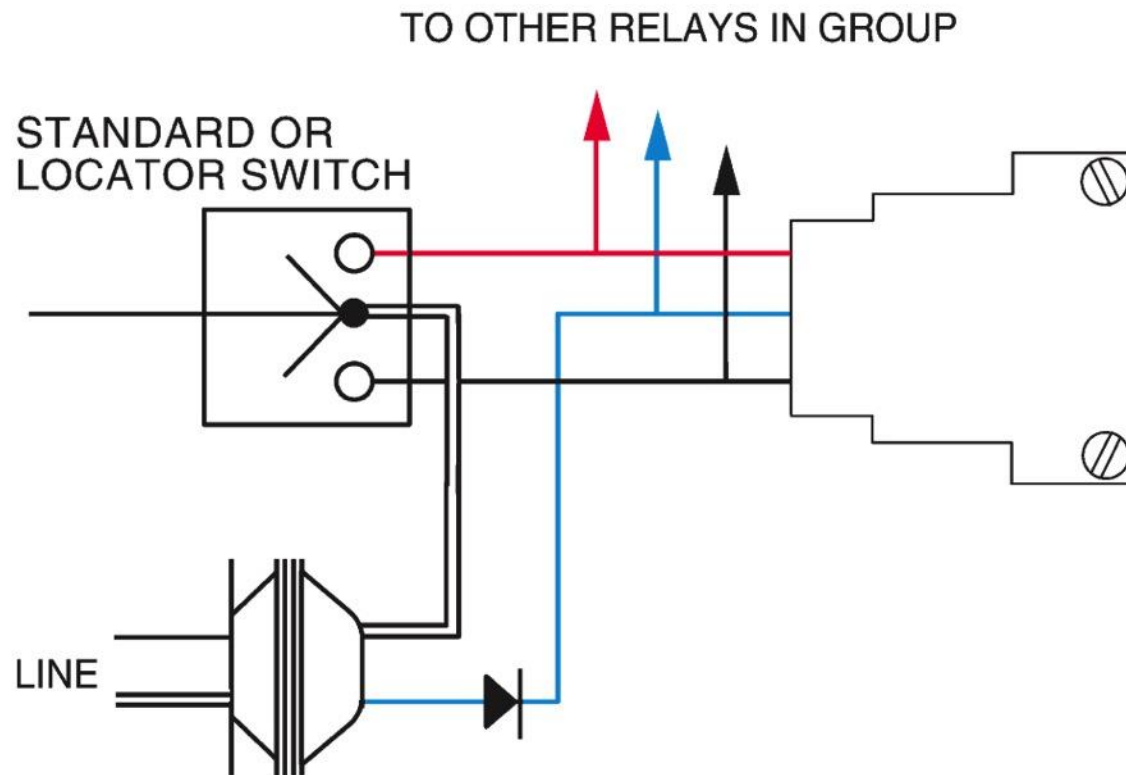 TO OTHER RELAYS IN GROUP
STANDARD OR
LOCATOR SWITCH
LINE